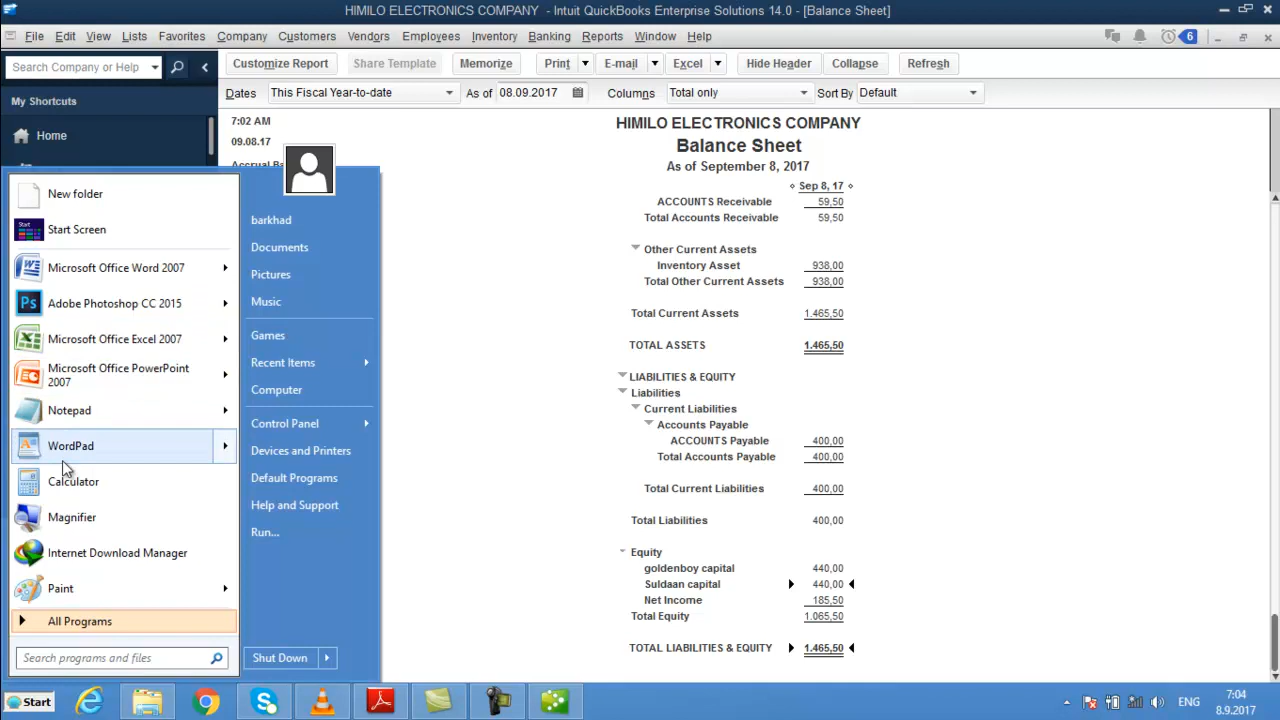 HIMILO ELECTRONICS COMPANY - Intuit QuickBooks Enterprise Solutions 14.0 - [Balance Sheet]
File Edit View Lists Favorites Company Customers Vendors Employees Inventory Banking Reports Window Help
6
Search Company or Help
Customize Report Share Template Memorize Print E-mail Excel Hide Header Collapse Refresh
My Shortcuts
Dates This Fiscal Year-to-date As of 08.09.2017 Columns Total only Sort By Default
Home
7:02 AM
09.08.17
HIMILO ELECTRONICS COMPANY
Balance Sheet
As of September 8, 2017
Sep 8, 17
ACCOUNTS Receivable 59,50
Total Accounts Receivable 59,50
Other Current Assets
Inventory Asset 938,00
Total Other Current Assets 938,00
Total Current Assets 1.465,50
TOTAL ASSETS 1.465,50
LIABILITIES & EQUITY
Liabilities
Current Liabilities
Accounts Payable
ACCOUNTS Payable 400,00
Total Accounts Payable 400,00
Total Current Liabilities 400,00
Total Liabilities 400,00
Equity
goldenboy capital 440,00
Suldaan capital 440,00
Net Income 185,50
Total Equity 1.065,50
TOTAL LIABILITIES & EQUITY 1.465,50
New folder
Start Screen
Start
Microsoft Office Word 2007
Ps
Adobe Photoshop CC 2015
Microsoft Office Excel 2007
Microsoft Office PowerPoint
2007
Notepad
WordPad
Calculator
Magnifier
Internet Download Manager
Paint
All Programs
Search programs and files
barkhad
Documents
Pictures
Music
Games
Recent Items
Computer
Control Panel
Devices and Printers
Default Programs
Help and Support
Run...
Shut Down
Start
ENG
7:04
8.9.2017